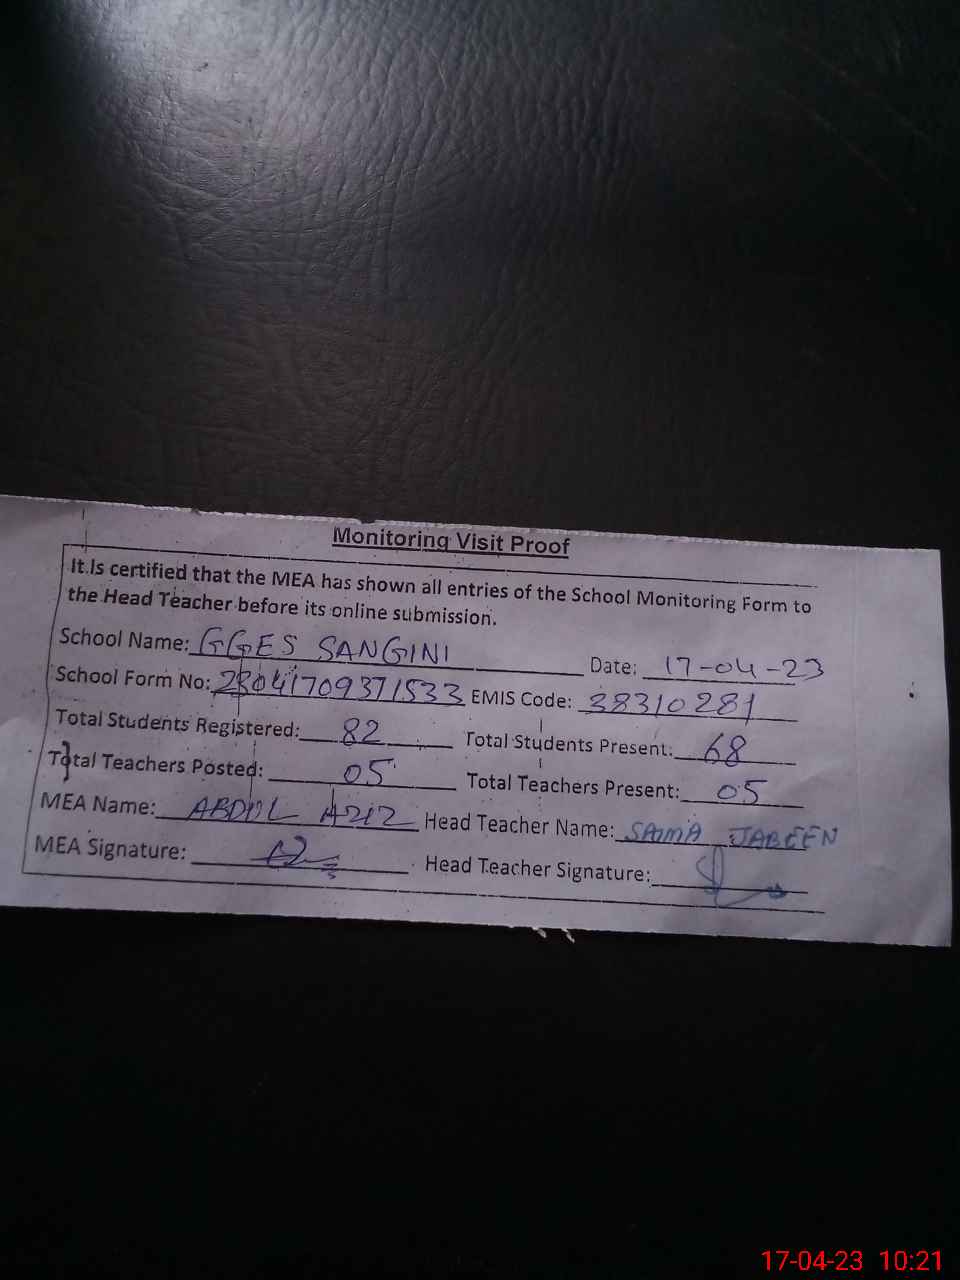 Monitoring Visit Proof
It Is certified that the MEA has shown all entries of the School Monitoring Form to
the Head Teacher before its online submission.
School Name: GGES SANGINI Date: 17-04-23
School Form No: 23041709371533 EMIS Code: 38310281
Total Students Registered: 82 Total Students Present: 68
Total Teachers Posted: 05 Total Teachers Present: 05
MEA Name: ABDUL AZIZ Head Teacher Name: SAIMA JABEEN
MEA Signature: Head Teacher Signature:
17-04-23 10:21